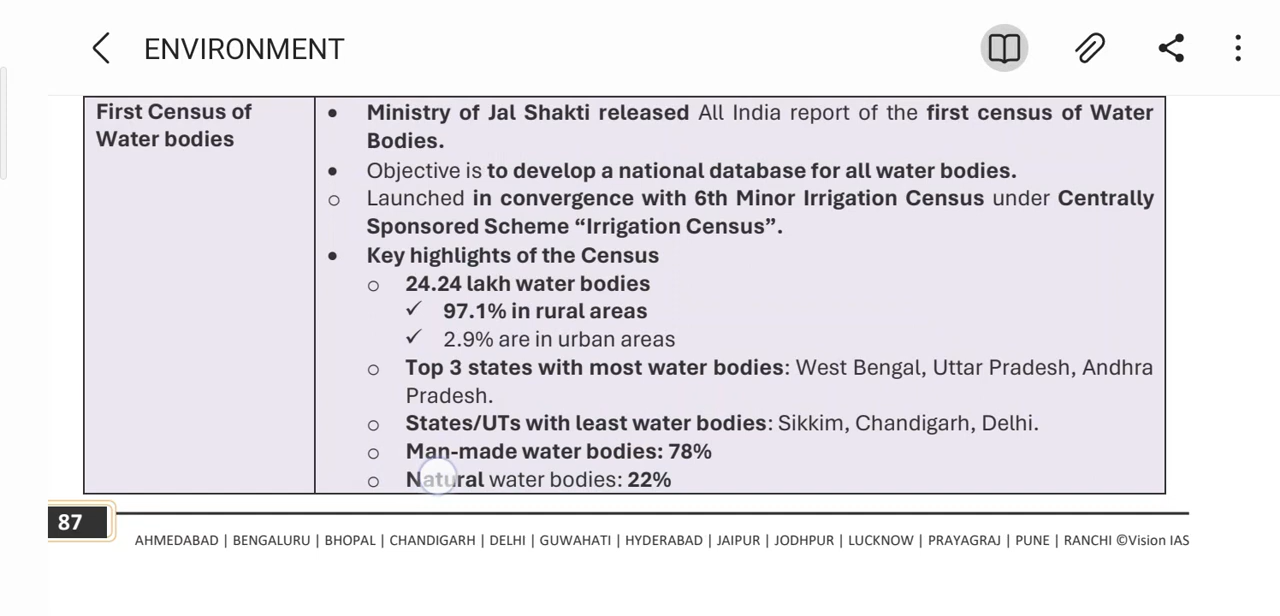 ENVIRONMENT
First Census of
Water bodies
• Ministry of Jal Shakti released All India report of the first census of Water
Bodies.
• Objective is to develop a national database for all water bodies.
○ Launched in convergence with 6th Minor Irrigation Census under Centrally
Sponsored Scheme “Irrigation Census”.
• Key highlights of the Census
○ 24.24 lakh water bodies
✓ 97.1% in rural areas
✓ 2.9% are in urban areas
○ Top 3 states with most water bodies: West Bengal, Uttar Pradesh, Andhra
Pradesh.
○ States/UTs with least water bodies: Sikkim, Chandigarh, Delhi.
○ Man-made water bodies: 78%
○ Natural water bodies: 22%
87
AHMEDABAD | BENGALURU | BHOPAL | CHANDIGARH | DELHI | GUWAHATI | HYDERABAD | JAIPUR | JODHPUR | LUCKNOW | PRAYAGRAJ | PUNE | RANCHI ©Vision IAS